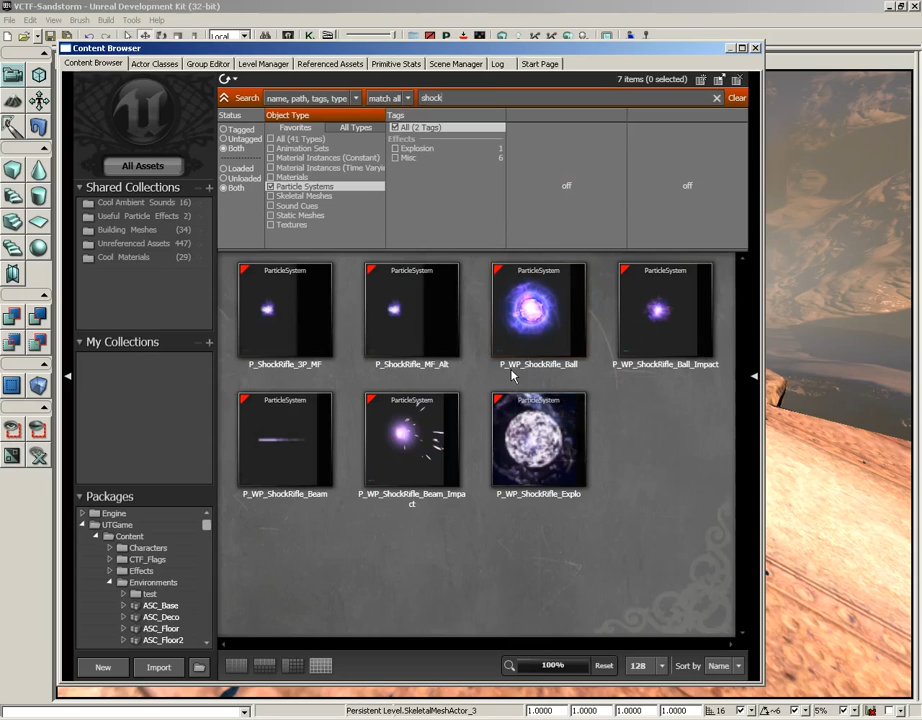 VCTF-Sandstorm - Unreal Development Kit (32-bit)
File Edit View Brush Build Tools Help
Local
Content Browser
Content Browser Actor Classes Group Editor Level Manager Referenced Assets Primitive Stats Scene Manager Log Start Page
7 items (0 selected)
Search name, path, tags, type match all shock Clear
Status Object Type Tags
Tagged Favorites All Types All (2 Tags)
Untagged All (41 Types) Effects
Both Animation Sets Explosion 1
Material Instances (Constant) Misc 6
Loaded Material Instances (Time Varyin
Unloaded Materials
Both Particle Systems off off
Skeletal Meshes
Sound Cues
Static Meshes
Textures
All Assets
Shared Collections
Cool Ambient Sounds 16)
Useful Particle Effects 2)
Building Meshes (34)
Unreferenced Assets 447)
Cool Materials (29)
My Collections
Packages
Engine
UTGame
Content
Characters
CTF_Flags
Effects
Environments
test
ASC_Base
ASC_Deco
ASC_Floor
ASC_Floor2
New Import
ParticleSystem ParticleSystem ParticleSystem ParticleSystem
P_ShockRifle_3P_MF P_ShockRifle_MF_Alt P_WP_ShockRifle_Ball P_WP_ShockRifle_Ball_Impact
ParticleSystem ParticleSystem ParticleSystem
P_WP_ShockRifle_Beam P_WP_ShockRifle_Beam_Impa
ct P_WP_ShockRifle_Explo
100% Reset 128 Sort by Name
Persistent Level.SkeletalMeshActor_3 1.0000 1.0000 1.0000 1.0000 16 ~6 5%